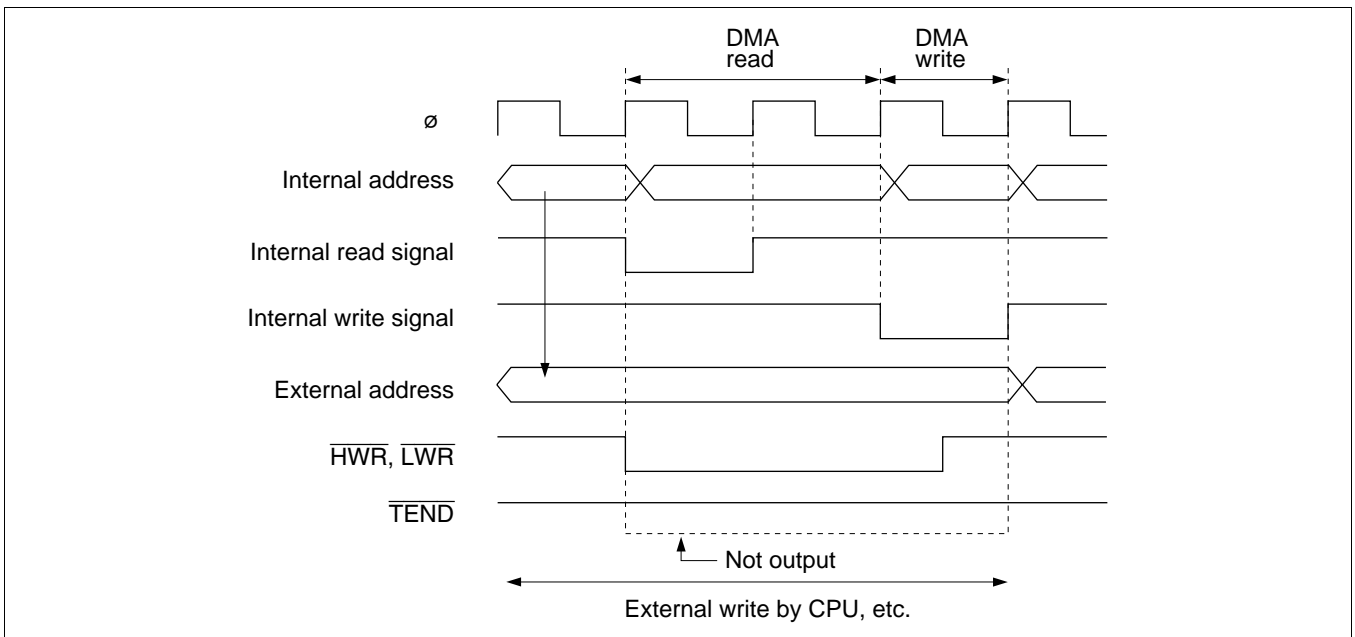 DMA
read
DMA
write
ø
Internal address
Internal read signal
Internal write signal
External address
HWR, LWR
TEND
Not output
External write by CPU, etc.